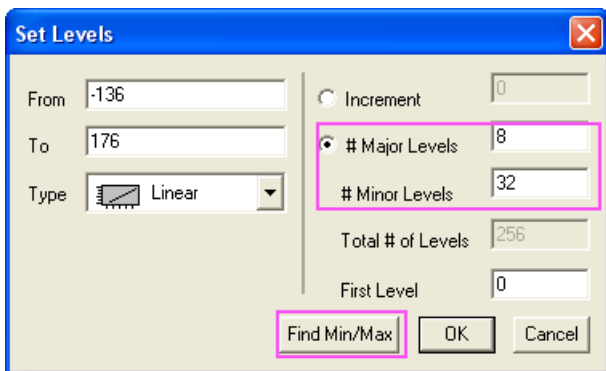 Set Levels
From -136
To 176
Type Linear
Increment 0
# Major Levels 8
# Minor Levels 32
Total # of Levels 256
First Level 0
Find Min/Max OK Cancel